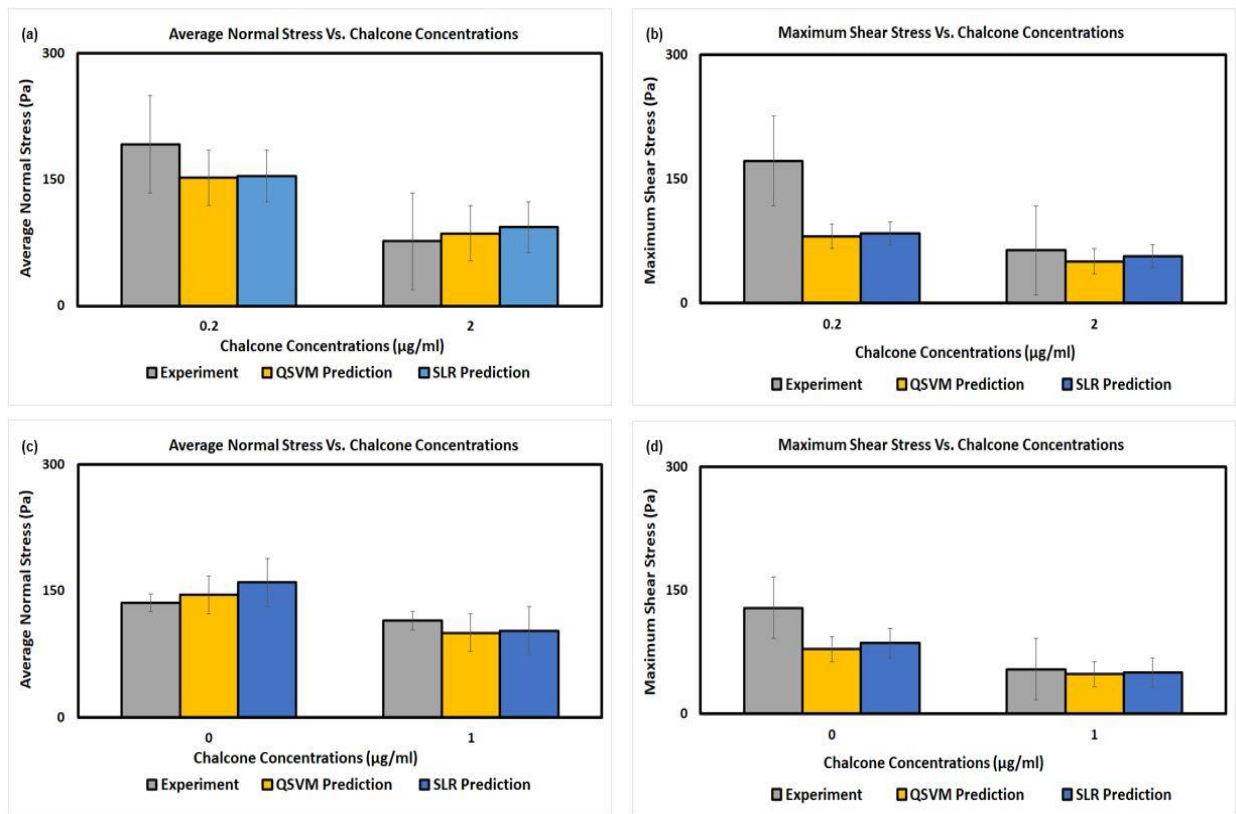 (a) Average Normal Stress Vs. Chalcone Concentrations
Average Normal Stress (Pa)
300
150
0
0.2 2
Chalcone Concentrations (µg/ml)
Experiment QSVM Prediction SLR Prediction
(b) Maximum Shear Stress Vs. Chalcone Concentrations
Maximum Shear Stress (Pa)
300
150
0
0.2 2
Chalcone Concentrations (µg/ml)
Experiment QSVM Prediction SLR Prediction
(c) Average Normal Stress Vs. Chalcone Concentrations
Average Normal Stress (Pa)
300
150
0
0 1
Chalcone Concentrations (µg/ml)
Experiment QSVM Prediction SLR Prediction
(d) Maximum Shear Stress Vs. Chalcone Concentrations
Maximum Shear Stress (Pa)
300
150
0
0 1
Chalcone Concentrations (µg/ml)
Experiment QSVM Prediction SLR Prediction